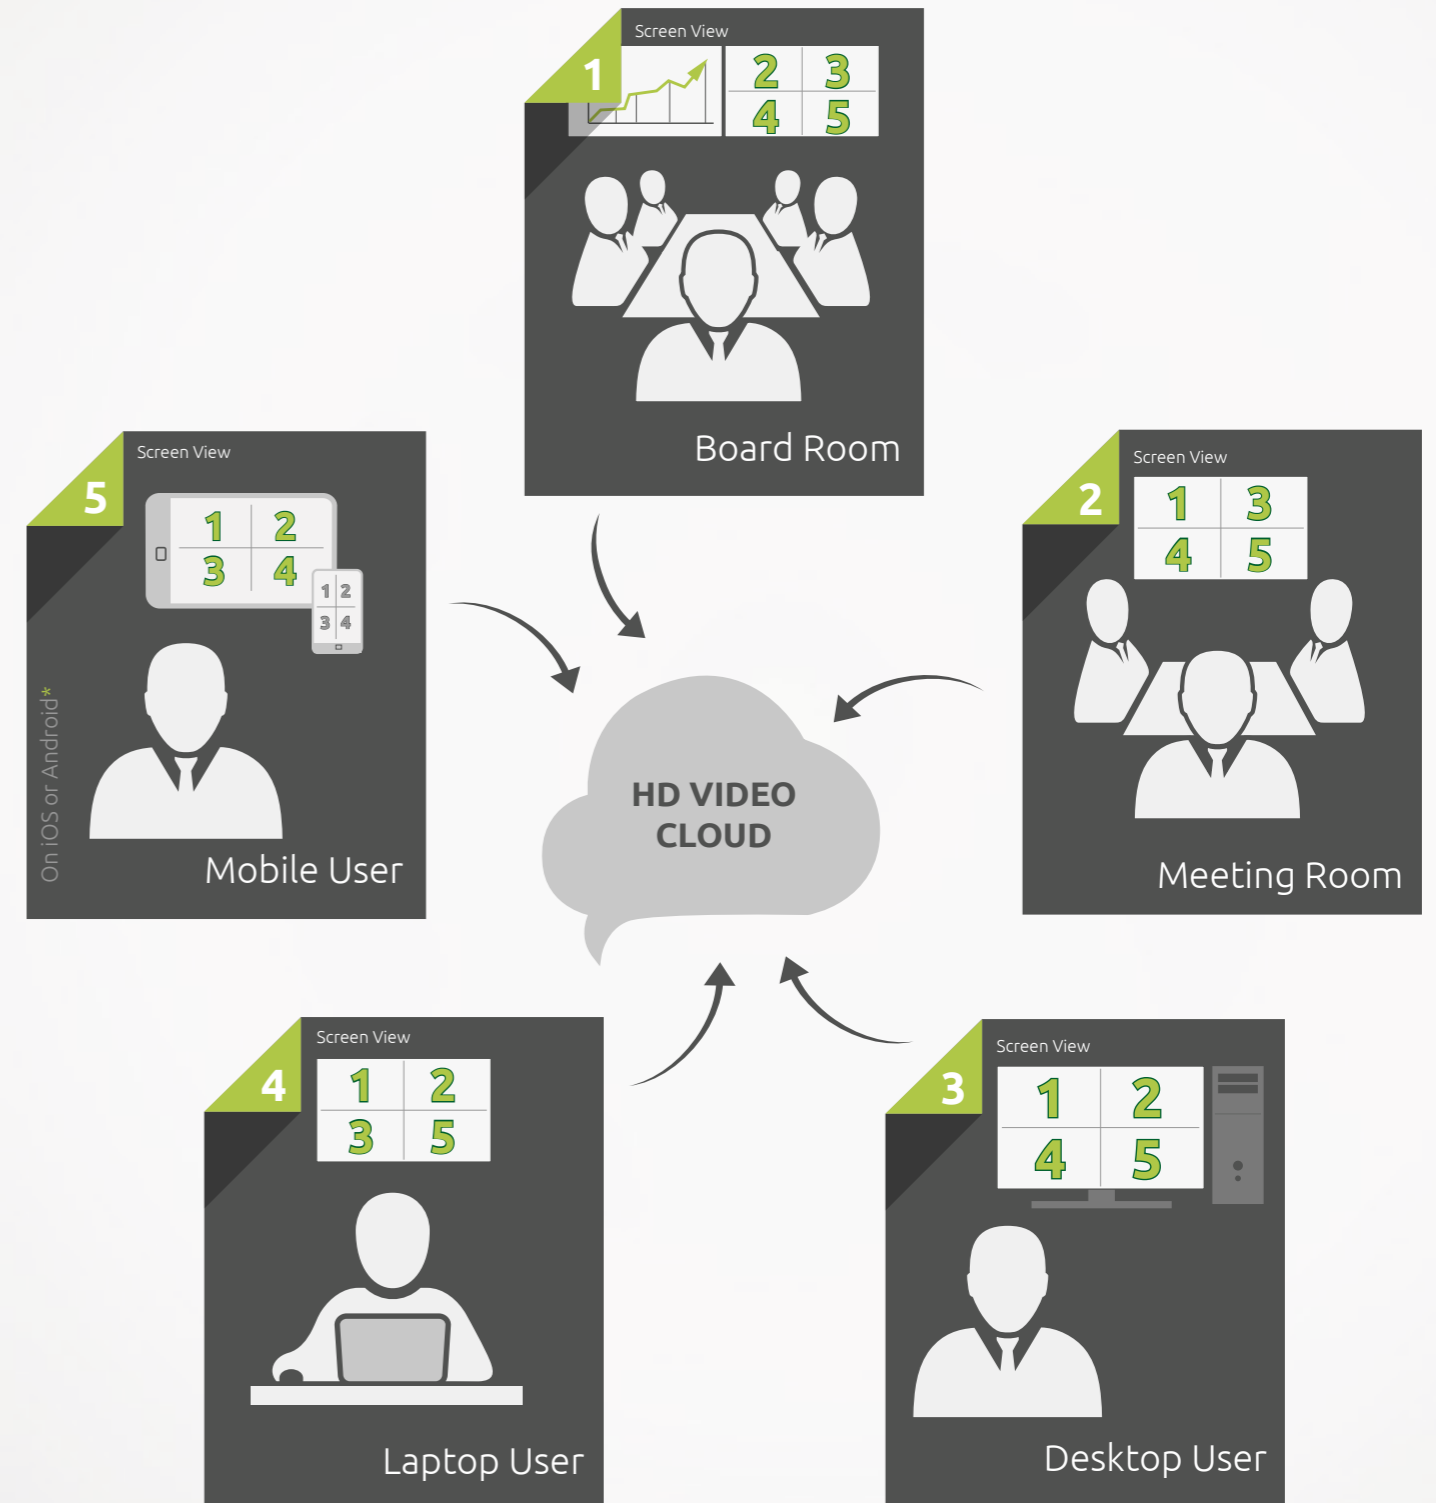 1
Screen View
2 3
4 5
Board Room
5
Screen View
1 2
3 4
1 2
3 4
On iOS or Android*
Mobile User
2
Screen View
1 3
4 5
Meeting Room
HD VIDEO
CLOUD
4
Screen View
1 2
3 5
Laptop User
3
Screen View
1 2
4 5
Desktop User